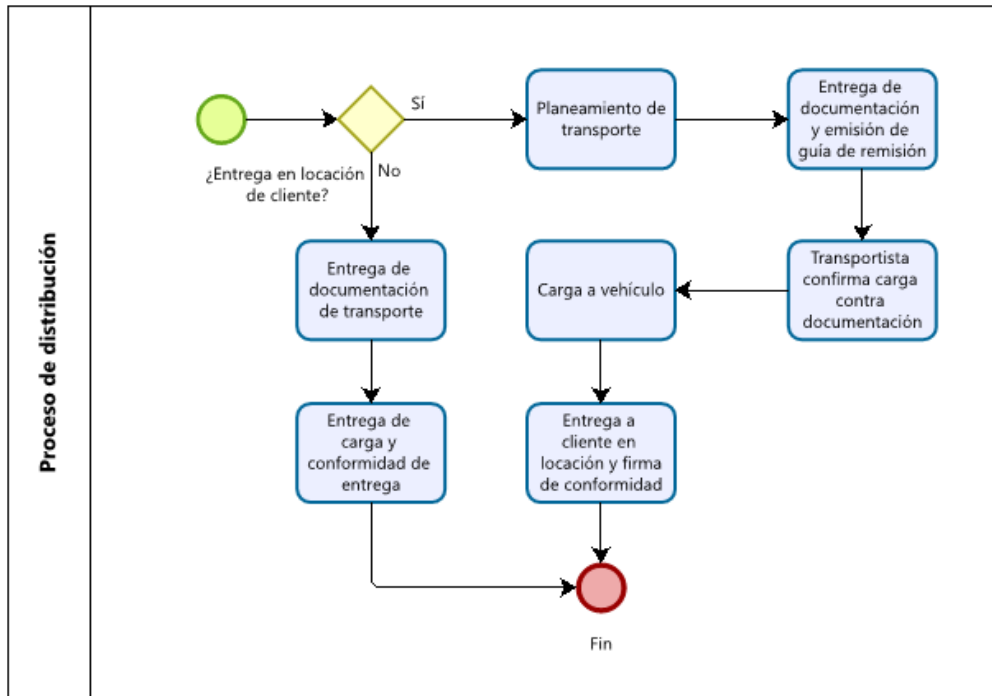 Proceso de distribución
¿Entrega en locación
de cliente?
Sí
No
Planeamiento de
transporte
Entrega de
documentación
y emisión de
guía de remisión
Entrega de
documentación
de transporte
Carga a vehículo
Transportista
confirma carga
contra
documentación
Entrega de
carga y
conformidad de
entrega
Entrega a
cliente en
locación y firma
de conformidad
Fin